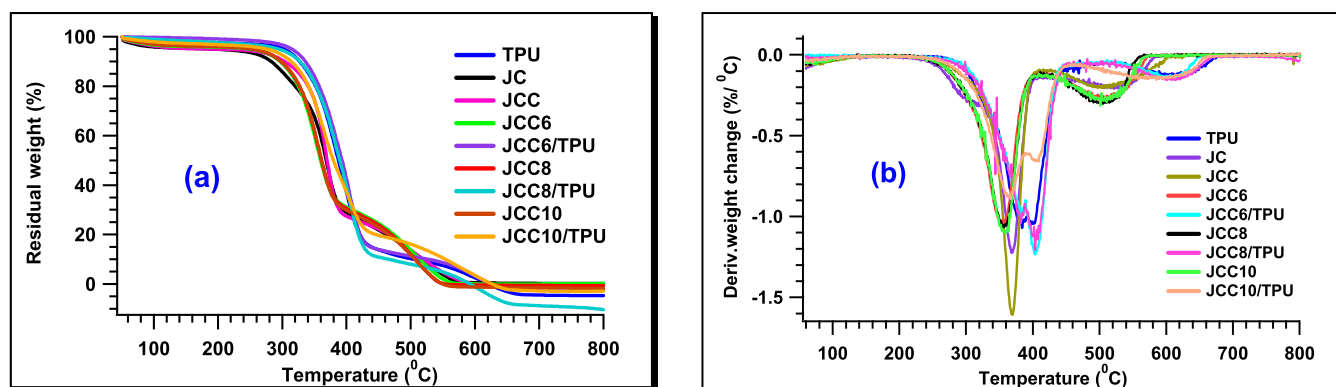 100
80
60
40
20
0
Residual weight (%)
100 200 300 400 500 600 700 800
Temperature (⁰C)
(a)
TPU
JC
JCC
JCC6
JCC6/TPU
JCC8
JCC8/TPU
JCC10
JCC10/TPU
0.0
-0.5
-1.0
-1.5
Deriv.weight change (%/ ⁰C)
100 200 300 400 500 600 700 800
Temperature (⁰C)
(b)
TPU
JC
JCC
JCC6
JCC6/TPU
JCC8
JCC8/TPU
JCC10
JCC10/TPU